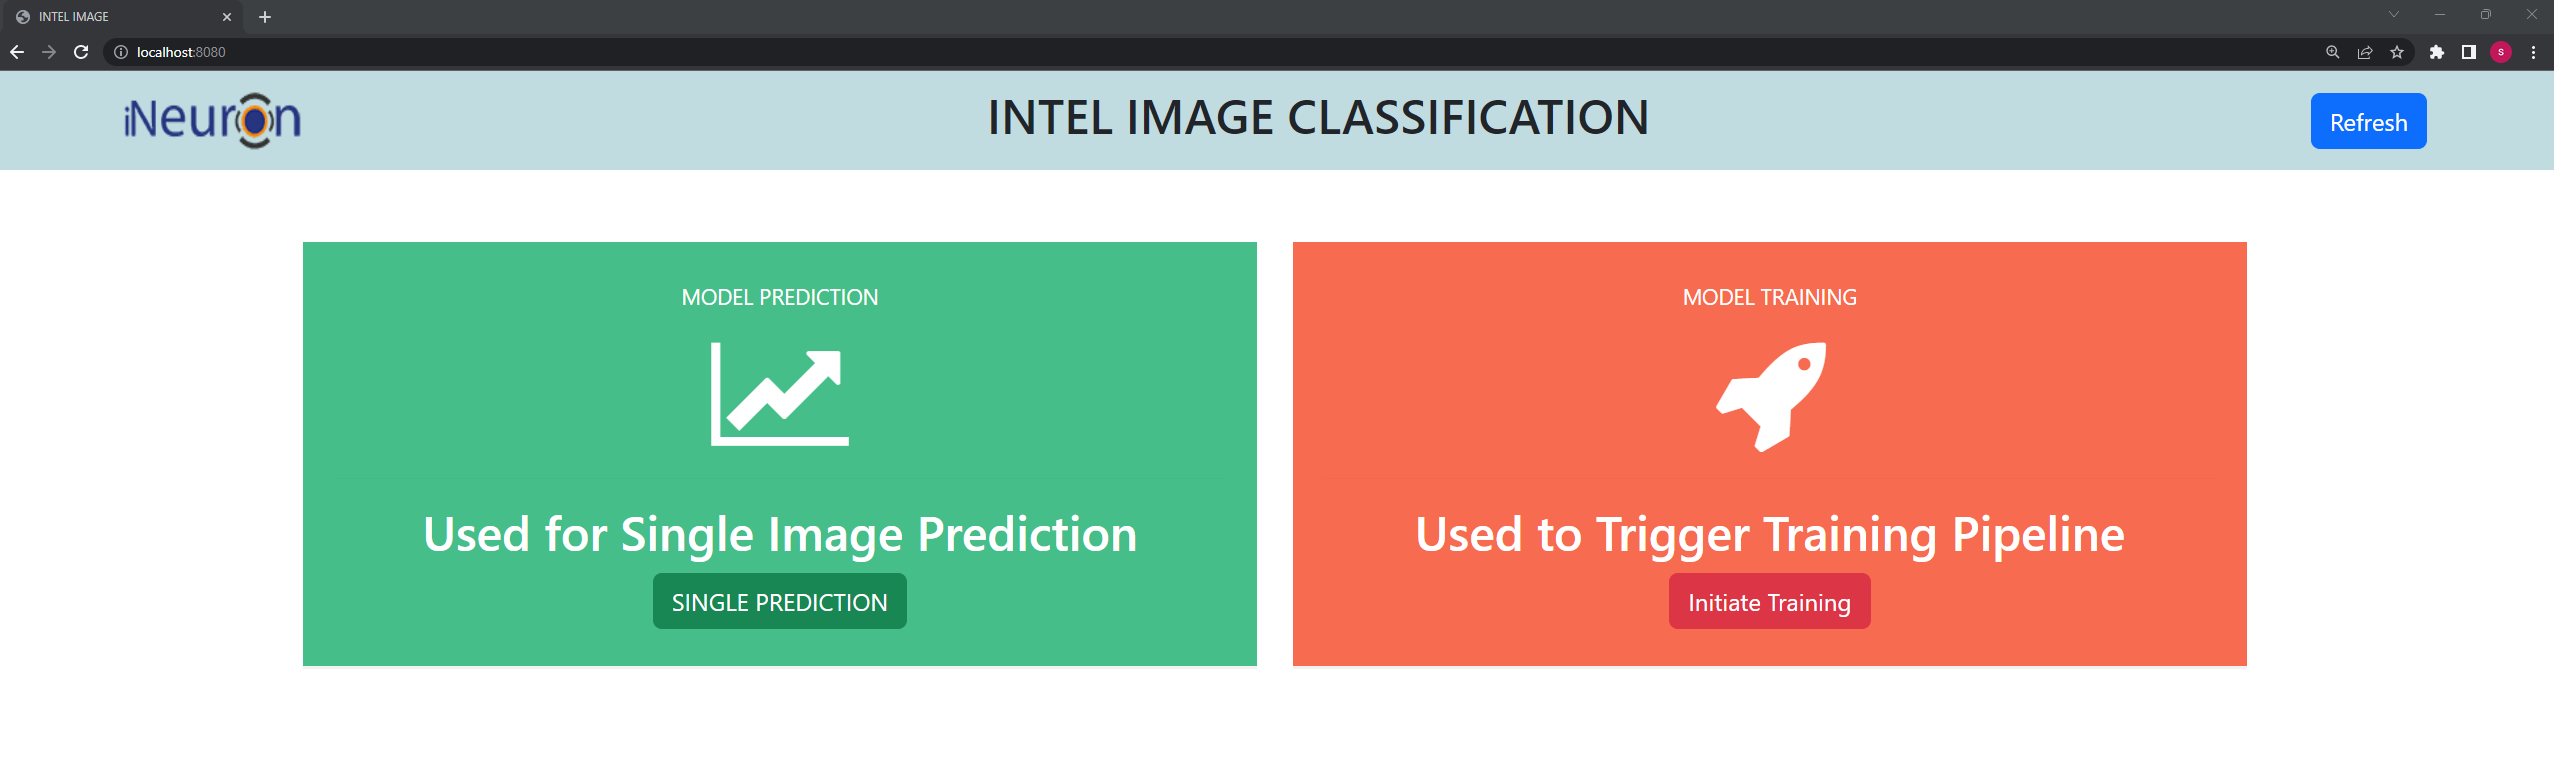 INTEL IMAGE
localhost:8080
S
iNeuron
INTEL IMAGE CLASSIFICATION
Refresh
MODEL PREDICTION
Used for Single Image Prediction
SINGLE PREDICTION
MODEL TRAINING
Used to Trigger Training Pipeline
Initiate Training